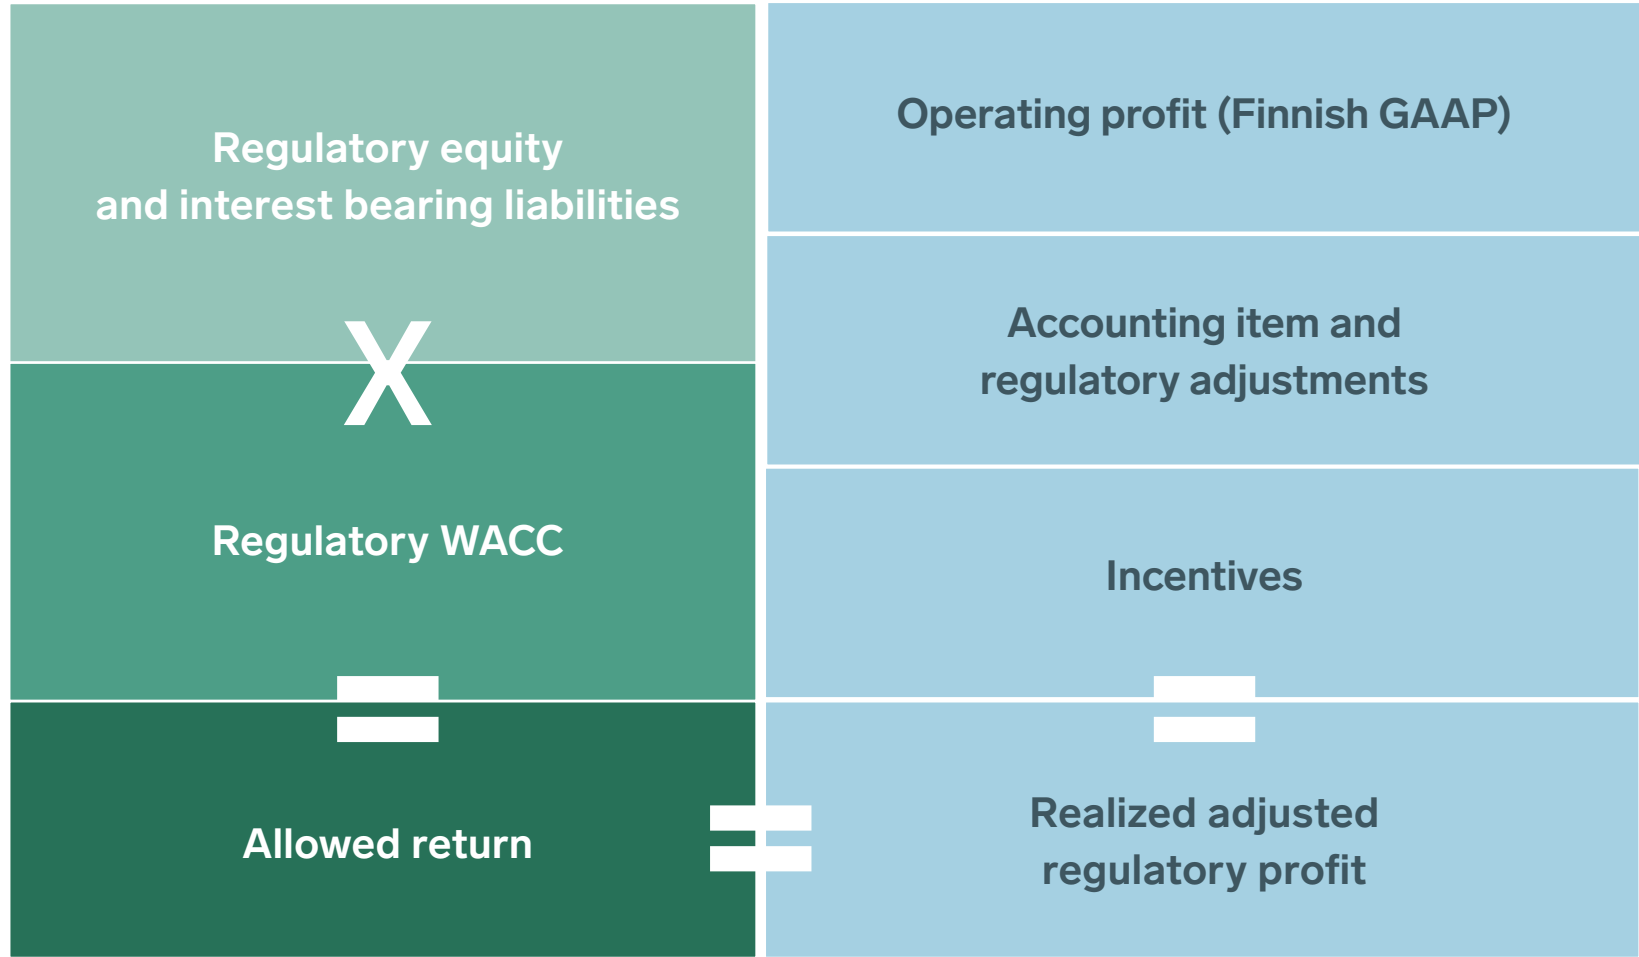 Regulatory equity
and interest bearing liabilities
X
Regulatory WACC
=
Allowed return
=
Operating profit (Finnish GAAP)
Accounting item and
regulatory adjustments
Incentives
=
Realized adjusted
regulatory profit